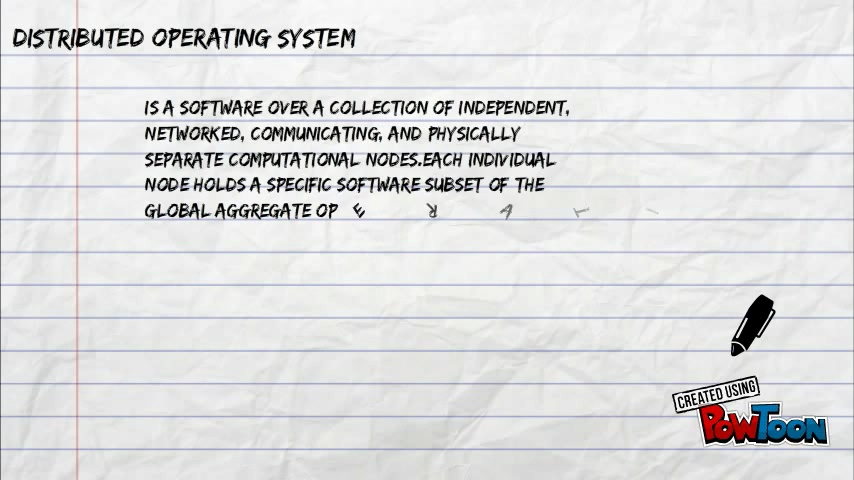 DISTRIBUTED OPERATING SYSTEM
IS A SOFTWARE OVER A COLLECTION OF INDEPENDENT,
NETWORKED, COMMUNICATING, AND PHYSICALLY
SEPARATE COMPUTATIONAL NODES.EACH INDIVIDUAL
NODE HOLDS A SPECIFIC SOFTWARE SUBSET OF THE
GLOBAL AGGREGATE OP E R A T I
CREATED USING
POWTOON